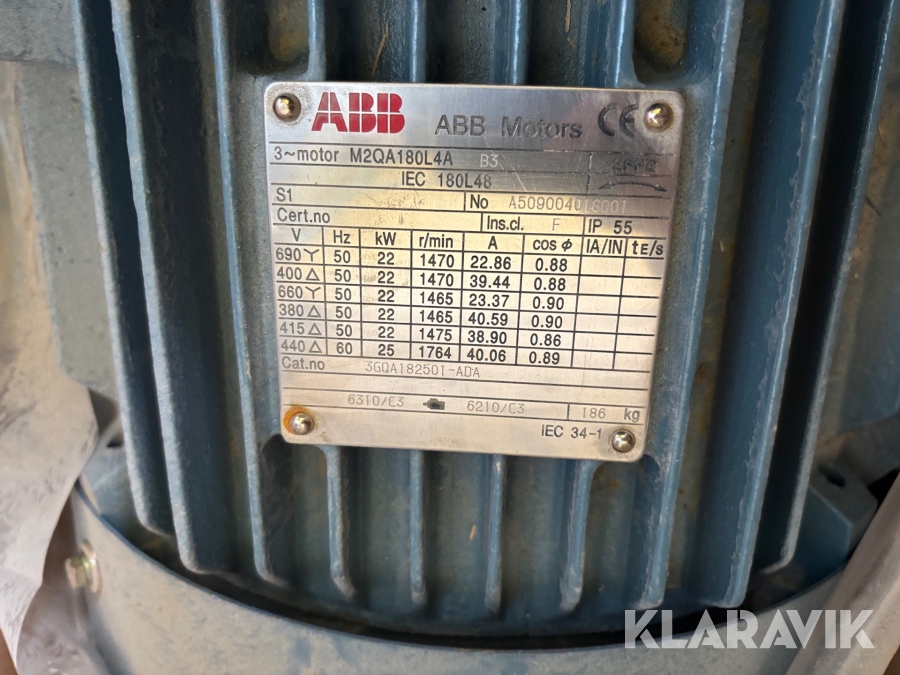 ABB ABB Motors CE
3~motor M2QA180L4A B3
IEC 180L48
S1 No
Cert.no Ins.cl. F IP 55
V Hz kW r/min A cos ϕ IA/IN tE/s
690 Y 50 22 1470 22.86 0.88
400 △ 50 22 1470 39.44 0.88
660 Y 50 22 1465 23.37 0.90
380 △ 50 22 1465 40.59 0.90
415 △ 50 22 1475 38.90 0.86
440 △ 60 25 1764 40.06 0.89
Cat.no 3GQA182501-ADA
6310/C3 6210/C3 186 kg
IEC 34-1
KLARAVIK